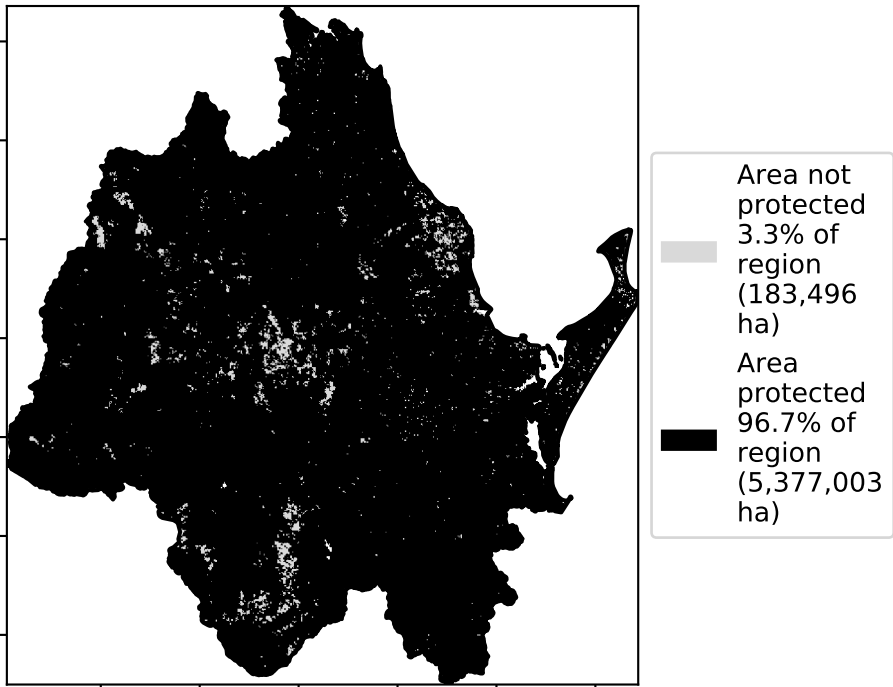 Area not
protected
3.3% of
region
(183,496
ha)
Area
protected
96.7% of
region
(5,377,003
ha)